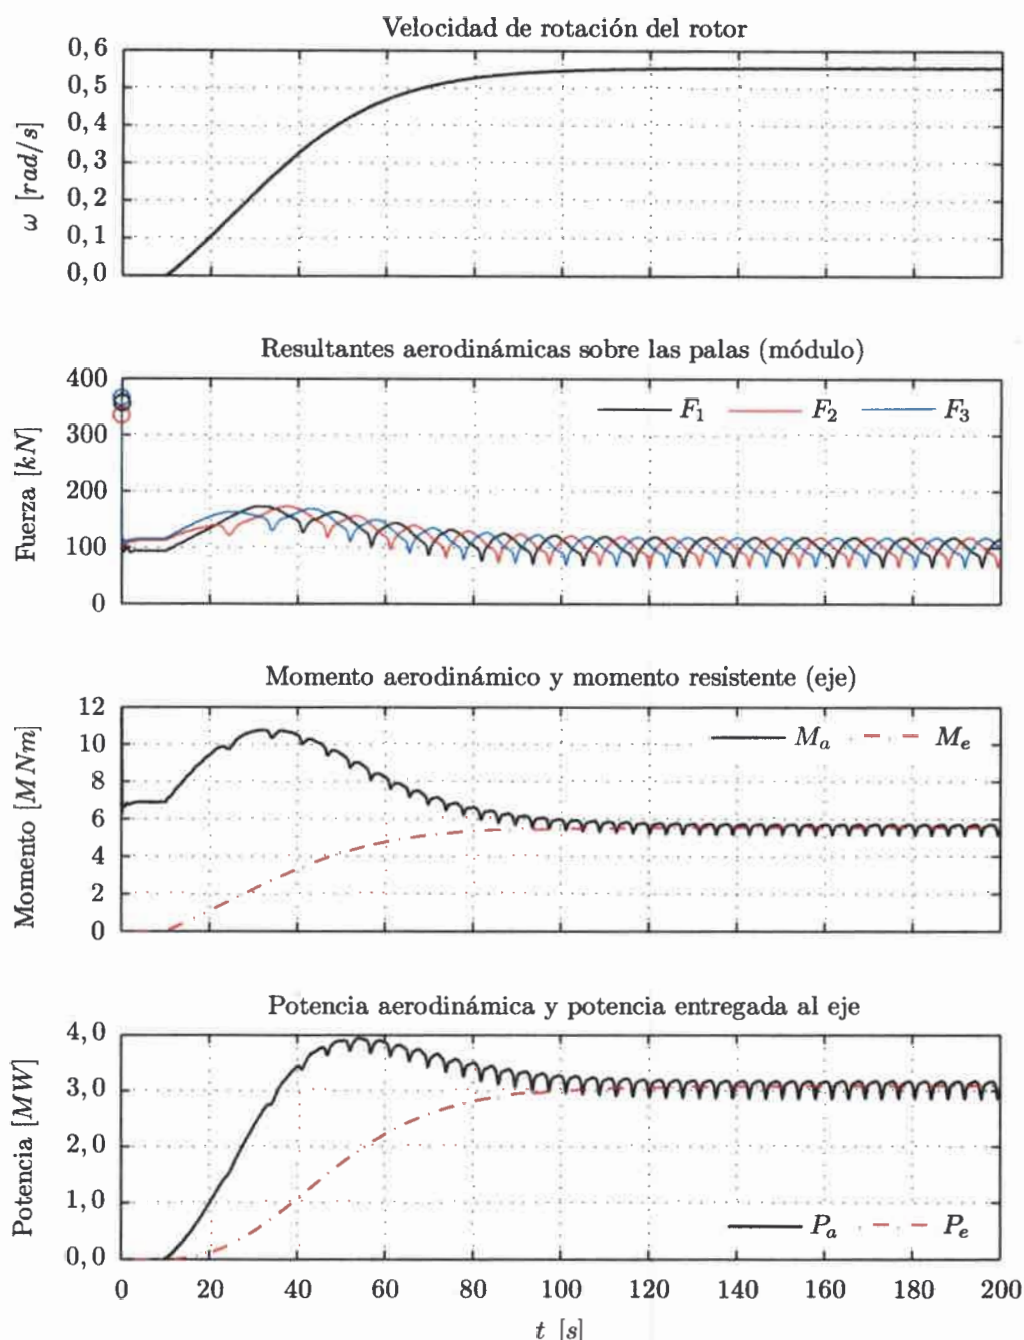 Velocidad de rotación del rotor
0,6
0,5
0,4
0,3
0,2
0,1
0,0
ω [rad/s]
Resultantes aerodinámicas sobre las palas (módulo)
400
300
200
100
0
Fuerza [kN]
F₁ F₂ F₃
Momento aerodinámico y momento resistente (eje)
12
10
8
6
4
2
0
Momento [MNm]
Mₐ Mₑ
Potencia aerodinámica y potencia entregada al eje
4,0
3,0
2,0
1,0
0,0
Potencia [MW]
Pₐ Pₑ
0 20 40 60 80 100 120 140 160 180 200
t [s]